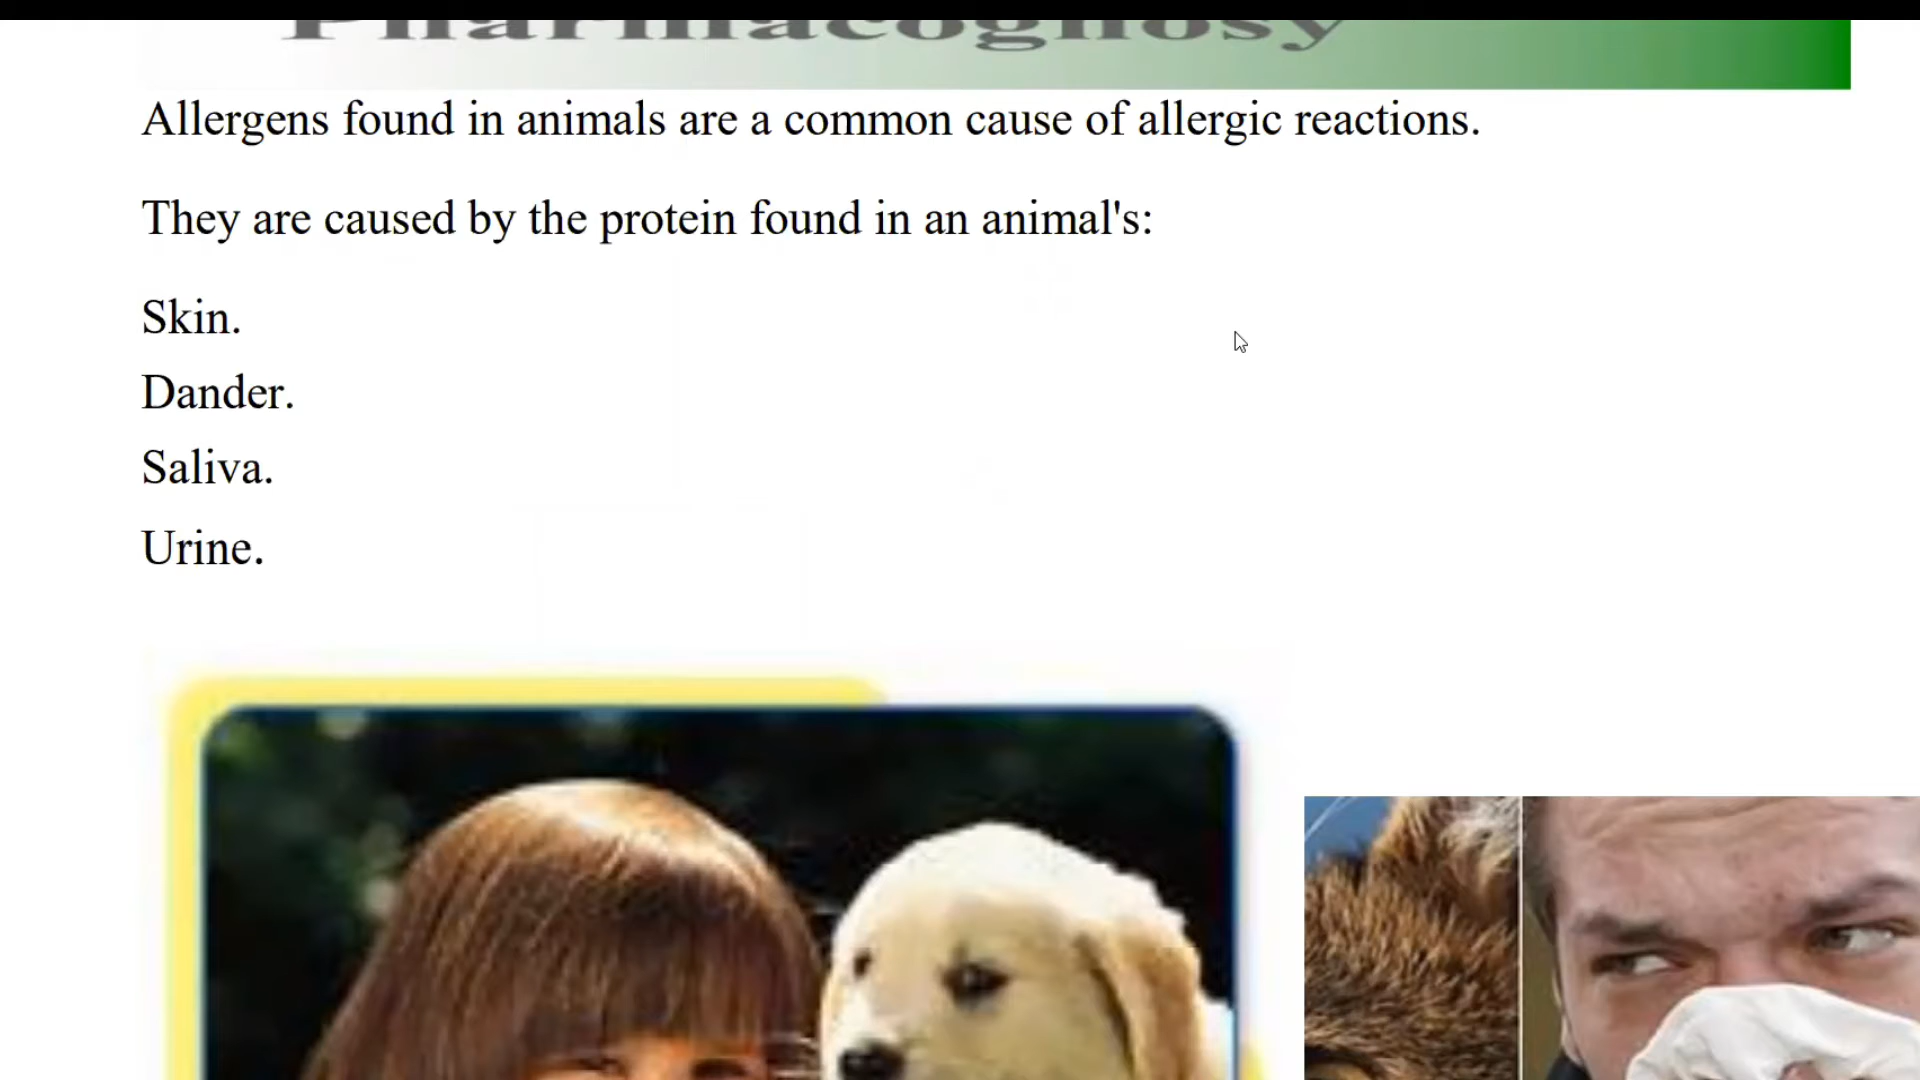 Pharmacognosy
Allergens found in animals are a common cause of allergic reactions.
They are caused by the protein found in an animal's:
Skin.
Dander.
Saliva.
Urine.